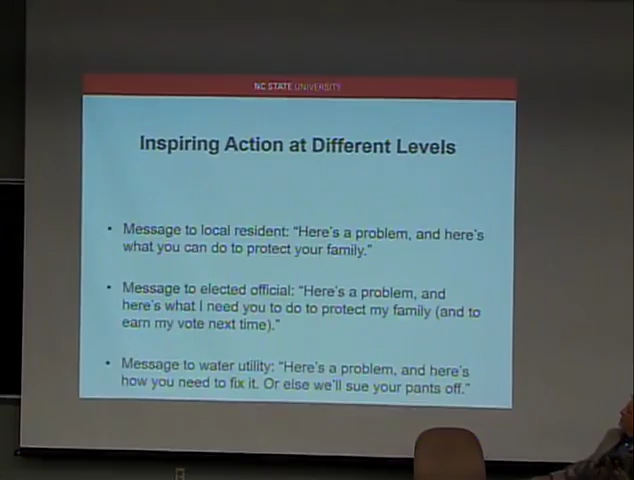 NC STATE UNIVERSITY
Inspiring Action at Different Levels
• Message to local resident: “Here’s a problem, and here’s
what you can do to protect your family.”
• Message to elected official: “Here’s a problem, and
here’s what I need you to do to protect my family (and to
earn my vote next time).”
• Message to water utility: “Here’s a problem, and here’s
how you need to fix it. Or else we’ll sue your pants off.”